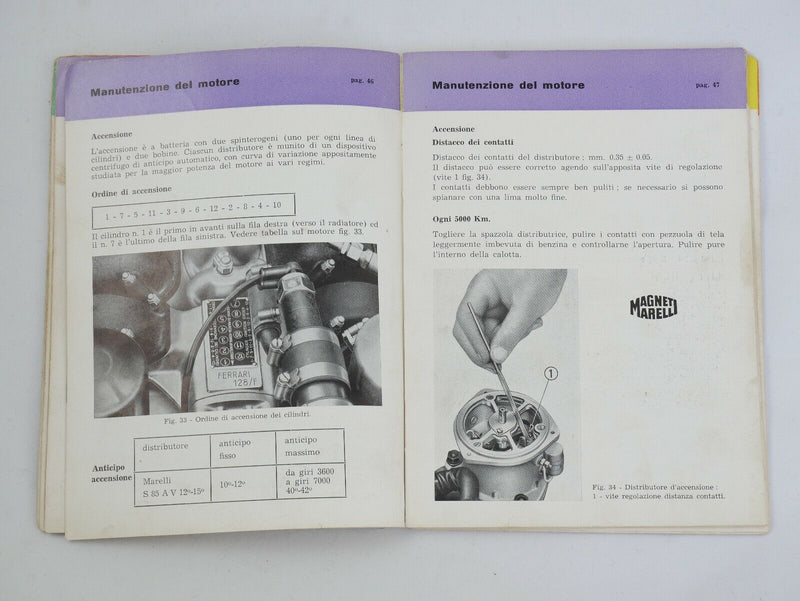 Manutenzione del motore
pag. 46
Accensione
L'accensione è a batteria con due spinterogeni (uno per ogni linea di
cilindri) e due bobine. Ciascun distributore è munito di un dispositivo
centrifugo di anticipo automatico, con curva di variazione appositamente
studiata per la maggior potenza del motore ai vari regimi.
Ordine di accensione
1 - 7 - 5 - 11 - 3 - 9 - 6 - 12 - 2 - 8 - 4 - 10
Il cilindro n. 1 è il primo in avanti sulla fila destra (verso il radiatore) ed
il n. 7 è l'ultimo della fila sinistra. Vedere tabella sul motore fig. 33.
FERRARI
128/F
Fig. 33 - Ordine di accensione dei cilindri.
Anticipo
accensione
distributore
anticipo
fisso
anticipo
massimo
Marelli
S 85 A V 12°-15°
10°-12°
da giri 3600
a giri 7000
40°-42°
Manutenzione del motore
pag. 47
Accensione
Distacco dei contatti
Distacco dei contatti del distributore : mm. 0.35 ± 0.05.
Il distacco può essere corretto agendo sull'apposita vite di regolazione
(vite 1 fig. 34).
I contatti debbono essere sempre ben puliti ; se necessario si possono
spianare con una lima molto fine.
Ogni 5000 Km.
Togliere la spazzola distributrice, pulire i contatti con pezzuola di tela
leggermente imbevuta di benzina e controllarne l'apertura. Pulire pure
l'interno della calotta.
MAGNETI
MARELLI
1
Fig. 34 - Distributore d'accensione :
1 - vite regolazione distanza contatti.